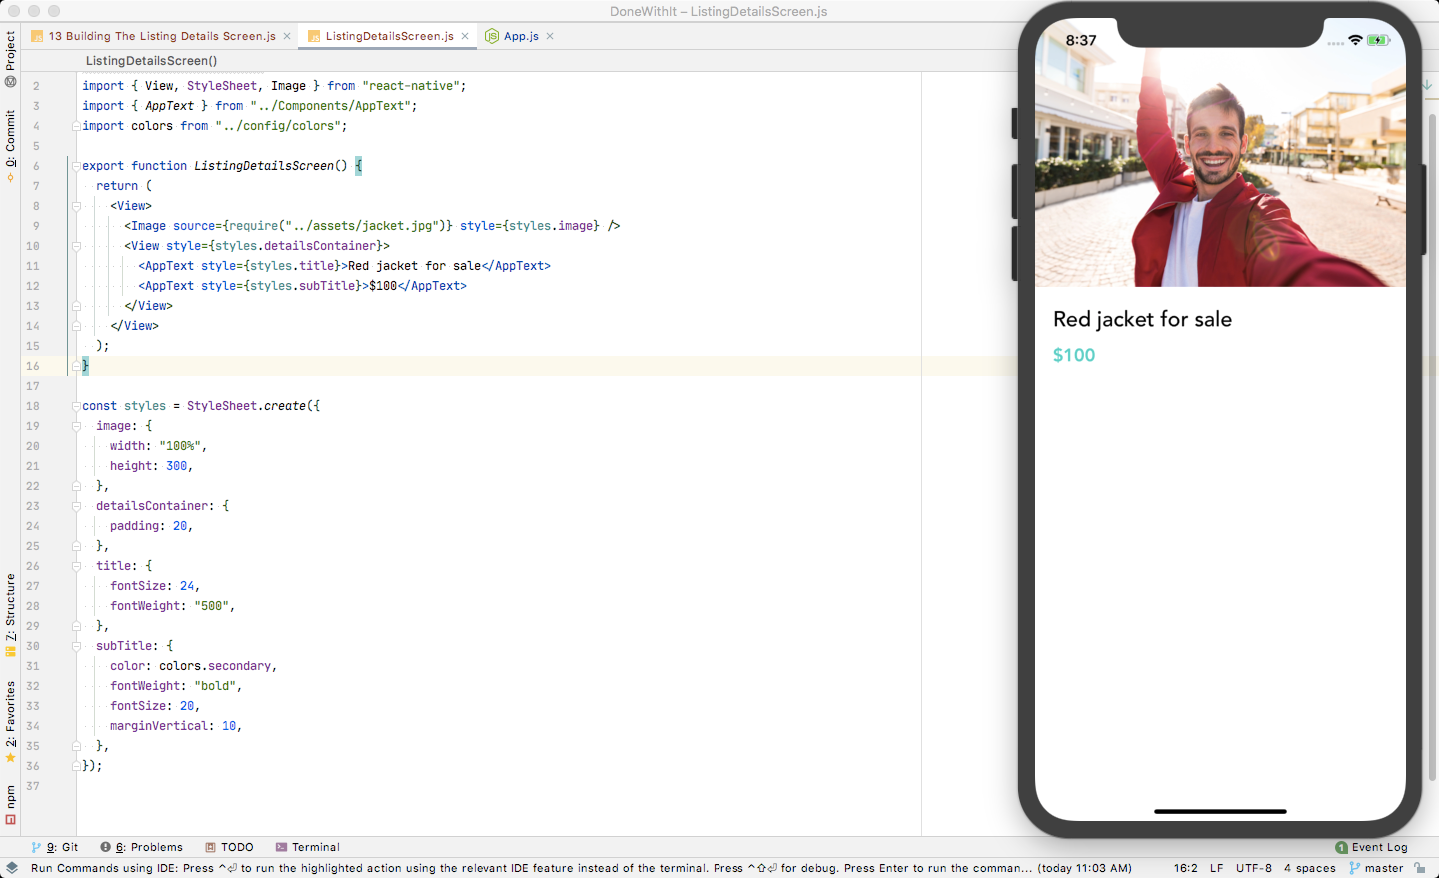 DoneWithIt – ListingDetailsScreen.js
13 Building The Listing Details Screen.js
ListingDetailsScreen.js
App.js
ListingDetailsScreen()
Project
0: Commit
7: Structure
2: Favorites
npm
2 import { View, StyleSheet, Image } from "react-native";
3 import { AppText } from "../Components/AppText";
4 import colors from "../config/colors";
5
6 export function ListingDetailsScreen() {
7 return (
8 <View>
9 <Image source={require("../assets/jacket.jpg")} style={styles.image} />
10 <View style={styles.detailsContainer}>
11 <AppText style={styles.title}>Red jacket for sale</AppText>
12 <AppText style={styles.subTitle}>$100</AppText>
13 </View>
14 </View>
15 );
16 }
17
18 const styles = StyleSheet.create({
19 image: {
20 width: "100%",
21 height: 300,
22 },
23 detailsContainer: {
24 padding: 20,
25 },
26 title: {
27 fontSize: 24,
28 fontWeight: "500",
29 },
30 subTitle: {
31 color: colors.secondary,
32 fontWeight: "bold",
33 fontSize: 20,
34 marginVertical: 10,
35 },
36 });
37
8:37
Red jacket for sale
$100
9: Git
6: Problems
TODO
Terminal
1 Event Log
Run Commands using IDE: Press ^⏎ to run the highlighted action using the relevant IDE feature instead of the terminal. Press ^⇧⏎ for debug. Press Enter to run the comman... (today 11:03 AM)
16:2 LF UTF-8 4 spaces master